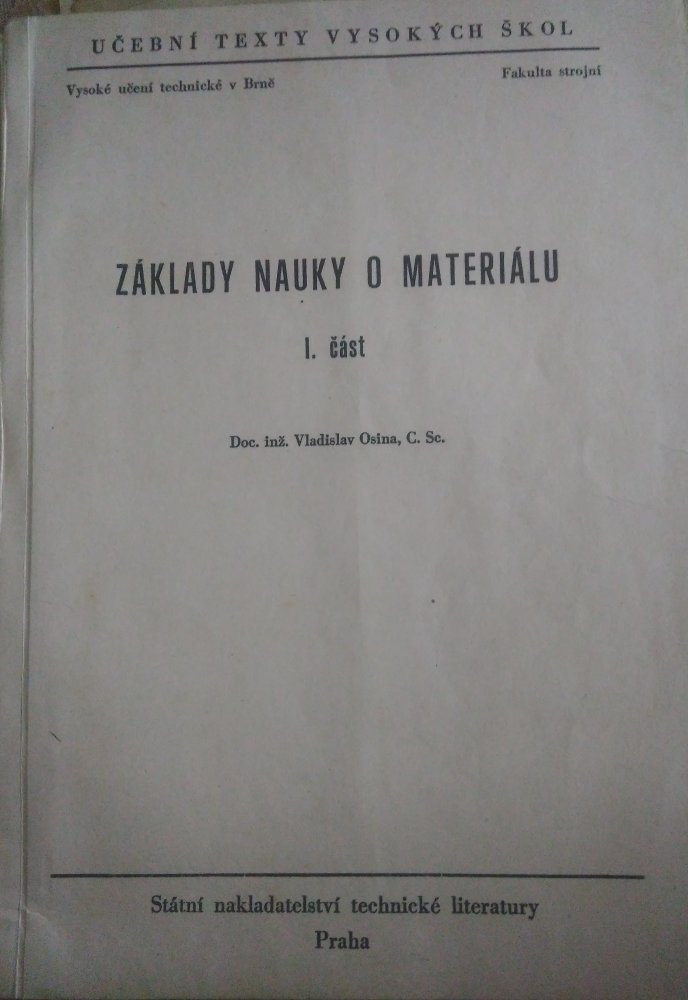 UČEBNÍ TEXTY VYSOKÝCH ŠKOL
Vysoké učení technické v Brně
Fakulta strojní
ZÁKLADY NAUKY O MATERIÁLU
I. část
Doc. inž. Vladislav Osina, C. Sc.
Státní nakladatelství technické literatury
Praha